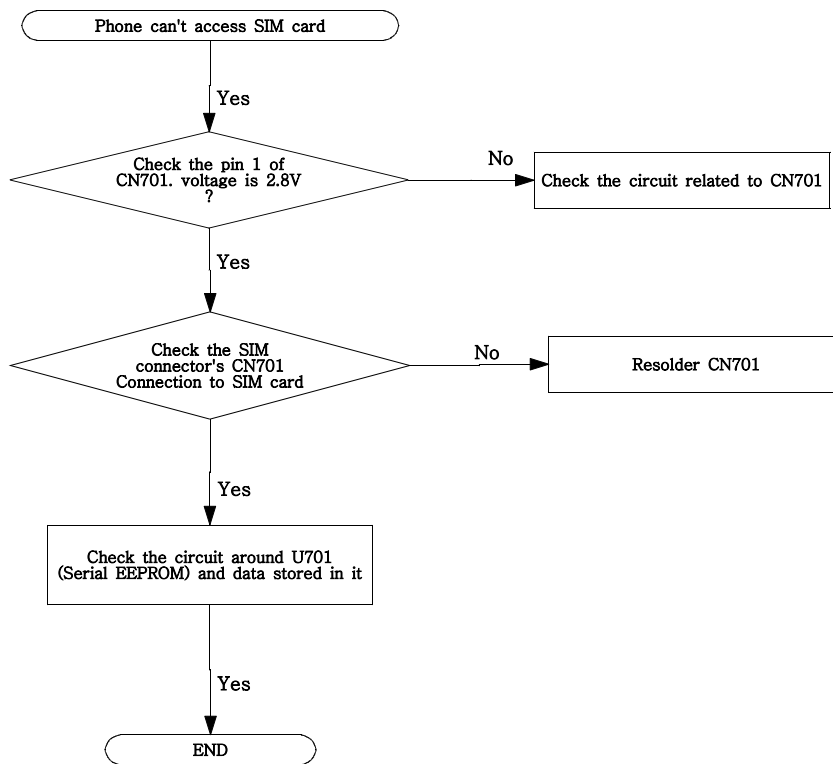 Phone can't access SIM card
Yes
Check the pin 1 of
CN701. voltage is 2.8V
?
No
Check the circuit related to CN701
Yes
Check the SIM
connector's CN701
Connection to SIM card
No
Resolder CN701
Yes
Check the circuit around U701
(Serial EEPROM) and data stored in it
Yes
END